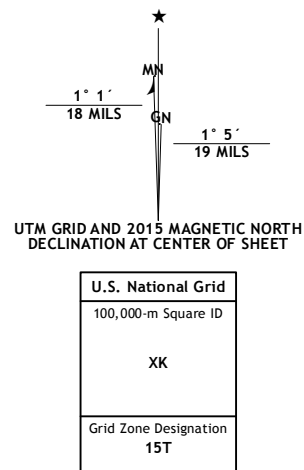 ★
MN
1° 1´
18 MILS
GN
1° 5´
19 MILS
UTM GRID AND 2015 MAGNETIC NORTH
DECLINATION AT CENTER OF SHEET
U.S. National Grid
100,000-m Square ID
XK
Grid Zone Designation
15T